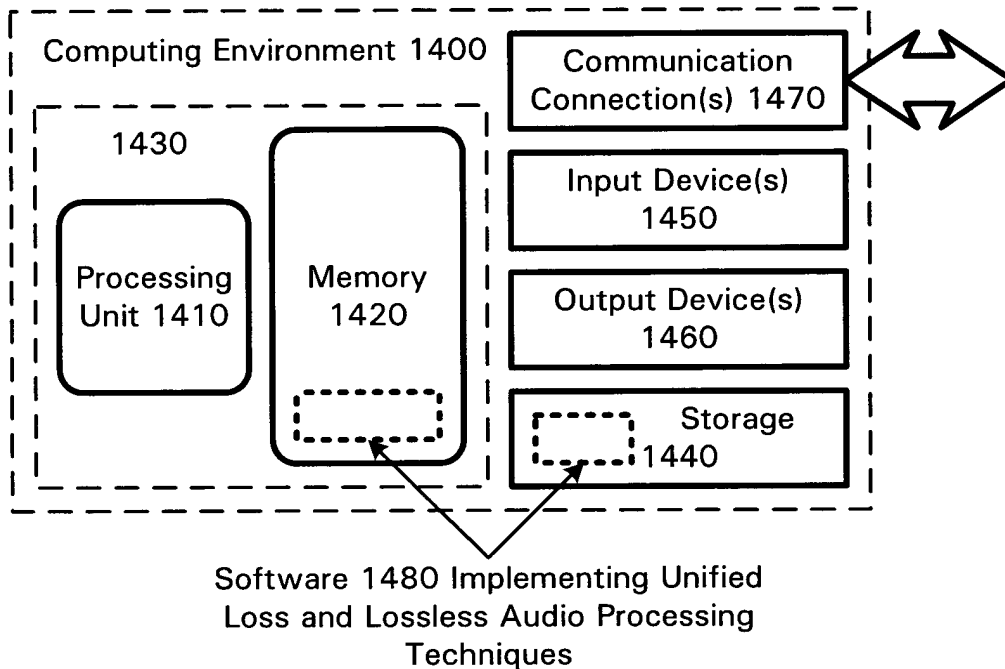 Computing Environment 1400
Communication
Connection(s) 1470
1430
Input Device(s)
1450
Processing
Unit 1410
Memory
1420
Output Device(s)
1460
Storage
1440
Software 1480 Implementing Unified
Loss and Lossless Audio Processing
Techniques